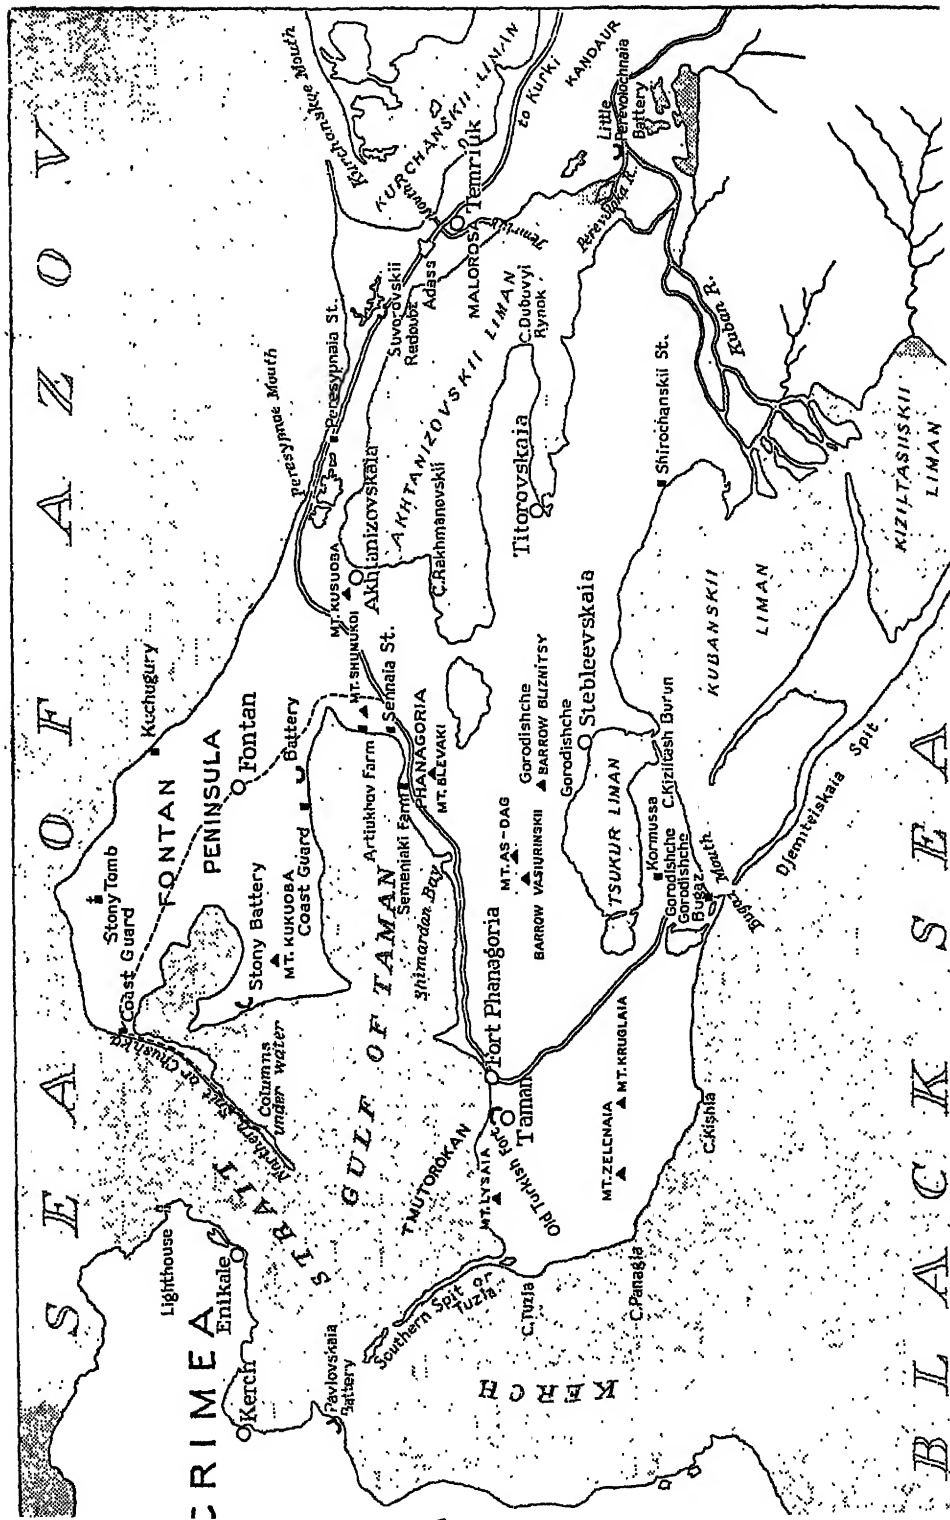 SEA OF AZOV
CRIMEA
Lighthouse
Enikale
Kerch
Pavlovskaia
Battery
KERCH
STRAIT
Northern Spit or Chushka
Columns
under water
Coast Guard
Stony Tomb
FONTAN
PENINSULA
Kuchugury
Fontan
Stony Battery
MT. KUKUOBA
Coast Guard
Battery
GULF OF TAMAN
Artiukhov Farm
Semeniaki Farm
Shimardan Bay
MT. SHUNUKOI
Sennaia St.
PHANAGORIA
MT. BLEVAKI
MT. KUSUOBA
Akhtanizovskaia
Peresypnoe Mouth
Peresypnaia St.
Suvorovskii
Redoubt
Adass
AKHTANIZOVSKII LIMAN
C. Rakhmanovskii
Kurchanskoe Mouth
KURCHANSKII LIMAN
Temriuk
MALOROSA
to Kurki
KANDAUR
C. Dubuvyi
Rynok
Titorovskaia
Little
Perevolochnaia
Battery
Perevoloka R.
Kuban R.
Shirochanskii St.
Southern Spit or
Tuzla
C. Tuzla
TMUTOROKAN
MT. LYSAIA
Old Turkish Fort
Taman
Fort Phanagoria
MT. AS-DAG
BARROW VASIURINSKII
Gorodishche
BARROW BLIZNITSY
Gorodishche
Stebleevskaia
TSUKUR LIMAN
Kormussa
C. Kiziltash Burun
Gorodishche
Gorodishche
Bugaz
Bugaz Mouth
KUBANSKII
LIMAN
KIZILTASIISKII
LIMAN
Djemiteiskaia Spit
MT. ZELENAIA
MT. KRUGLAIA
C. Kishla
C. Panagia
BLACK SEA